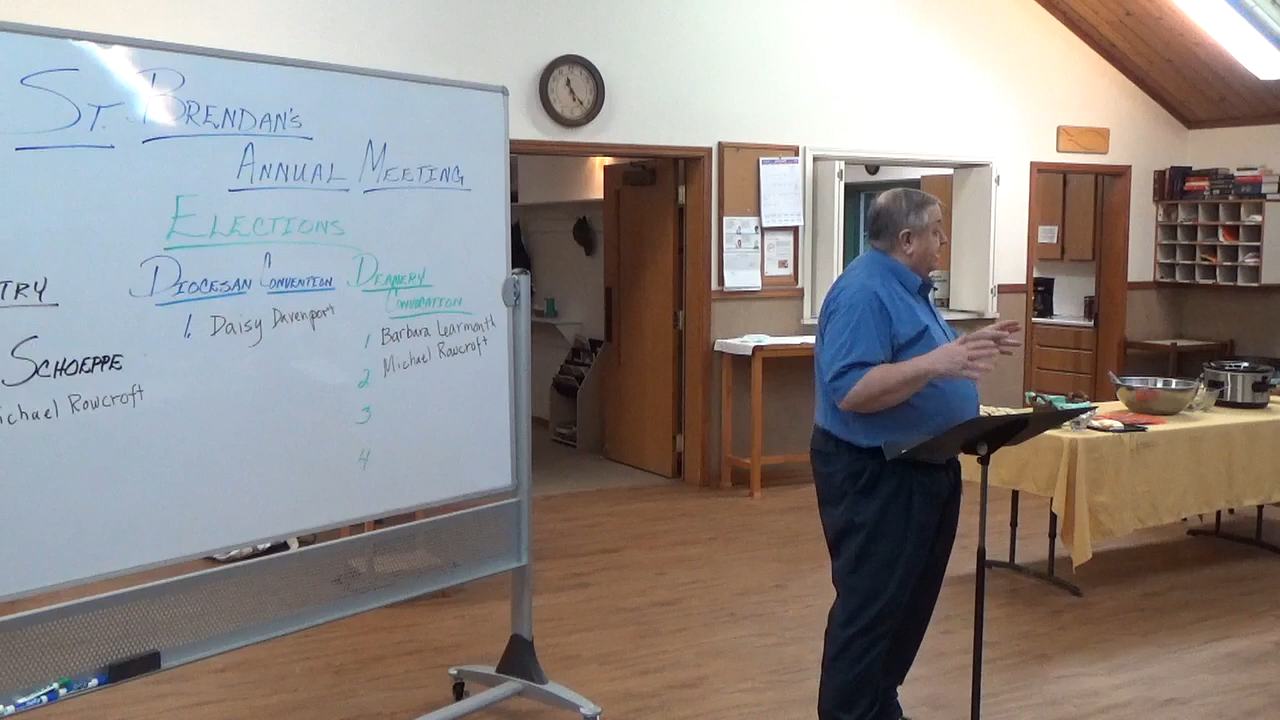 St. Brendan's
Annual Meeting
Elections
try
Schoeppe
ichael Rowcroft
Diocesan Convention
1. Daisy Davenport
Deanery
Convocation
1 Barbara Learmonth
Michael Rowcroft
2
3
4